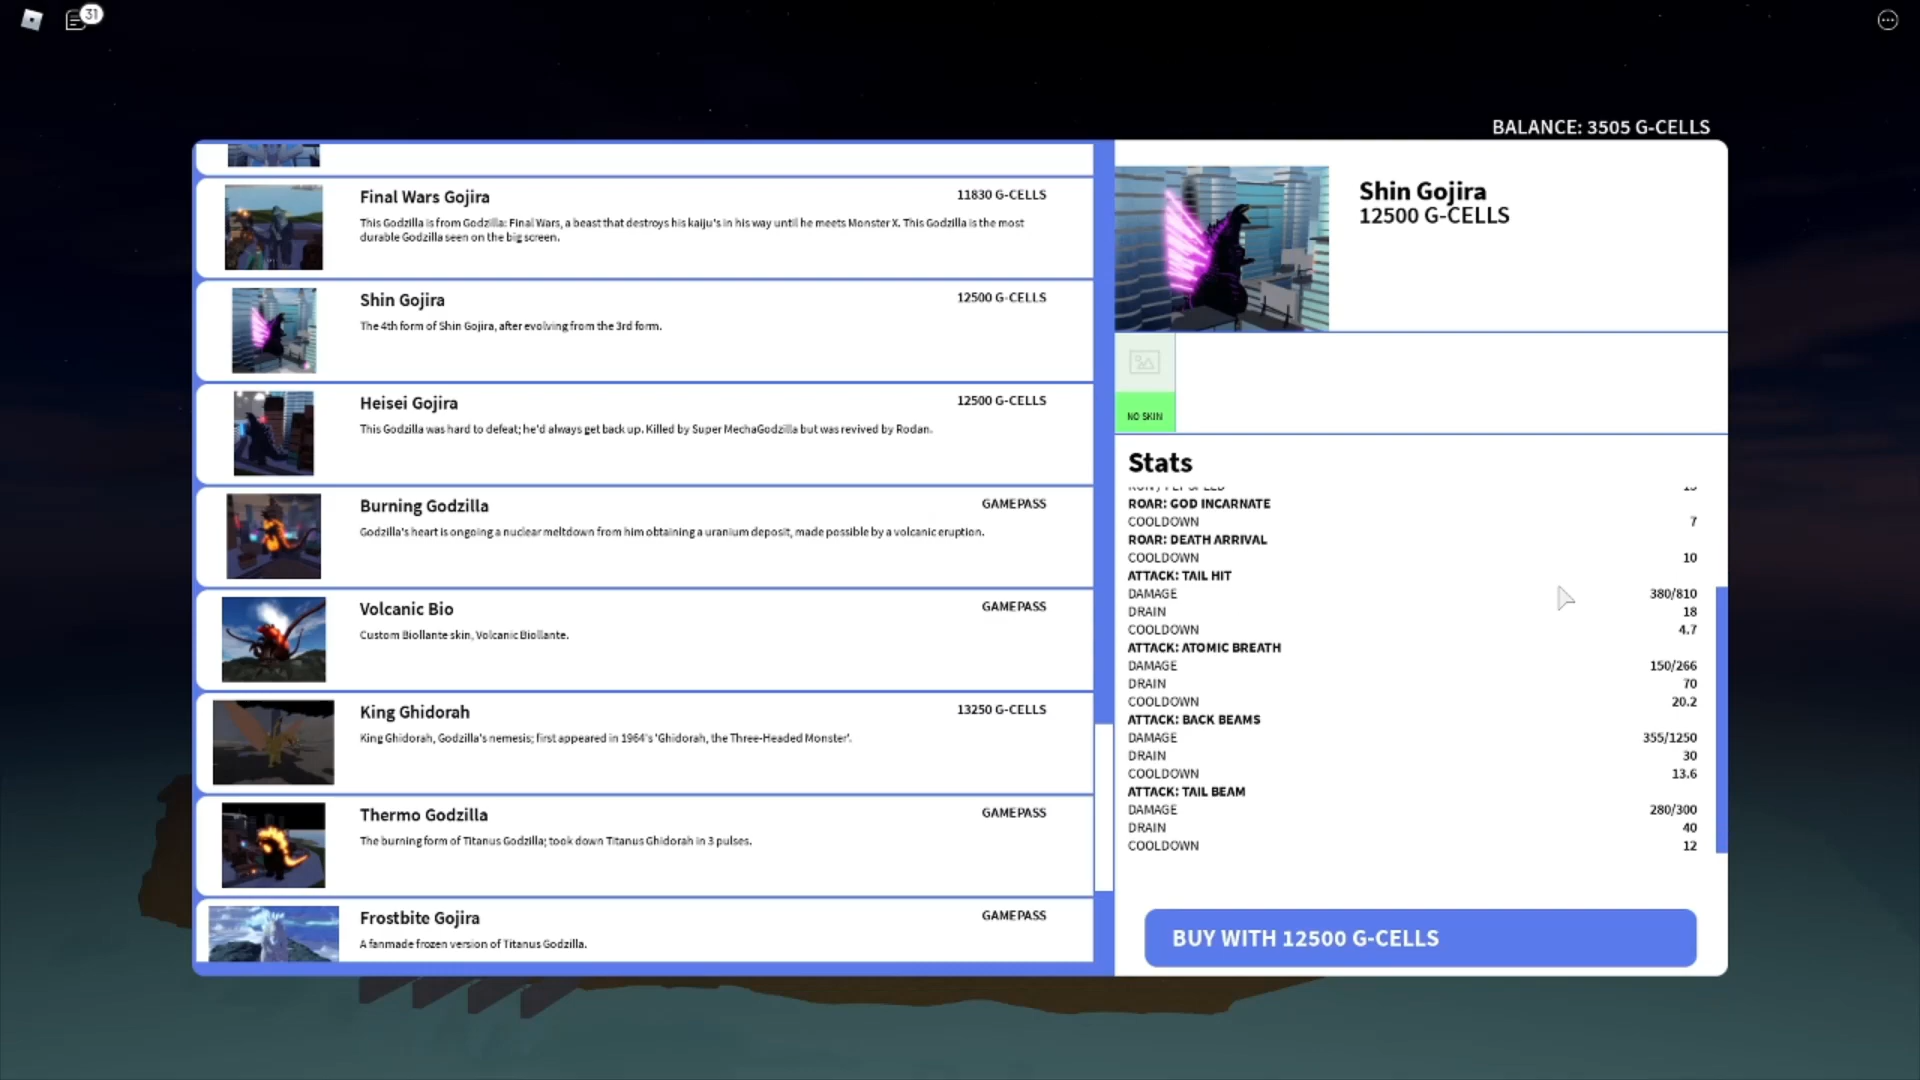 31
BALANCE: 3505 G-CELLS
Final Wars Gojira
11830 G-CELLS
This Godzilla is from Godzilla: Final Wars, a beast that destroys his kaiju's in his way until he meets Monster X. This Godzilla is the most
durable Godzilla seen on the big screen.
Shin Gojira
12500 G-CELLS
The 4th form of Shin Gojira, after evolving from the 3rd form.
Heisei Gojira
12500 G-CELLS
This Godzilla was hard to defeat; he'd always get back up. Killed by Super MechaGodzilla but was revived by Rodan.
Burning Godzilla
GAMEPASS
Godzilla's heart is ongoing a nuclear meltdown from him obtaining a uranium deposit, made possible by a volcanic eruption.
Volcanic Bio
GAMEPASS
Custom Biollante skin, Volcanic Biollante.
King Ghidorah
13250 G-CELLS
King Ghidorah, Godzilla's nemesis; first appeared in 1964's 'Ghidorah, the Three-Headed Monster'.
Thermo Godzilla
GAMEPASS
The burning form of Titanus Godzilla; took down Titanus Ghidorah in 3 pulses.
Frostbite Gojira
GAMEPASS
A fanmade frozen version of Titanus Godzilla.
Shin Gojira
12500 G-CELLS
NO SKIN
Stats
ROAR: GOD INCARNATE
COOLDOWN 7
ROAR: DEATH ARRIVAL
COOLDOWN 10
ATTACK: TAIL HIT
DAMAGE 380/810
DRAIN 18
COOLDOWN 4.7
ATTACK: ATOMIC BREATH
DAMAGE 150/266
DRAIN 70
COOLDOWN 20.2
ATTACK: BACK BEAMS
DAMAGE 355/1250
DRAIN 30
COOLDOWN 13.6
ATTACK: TAIL BEAM
DAMAGE 280/300
DRAIN 40
COOLDOWN 12
BUY WITH 12500 G-CELLS